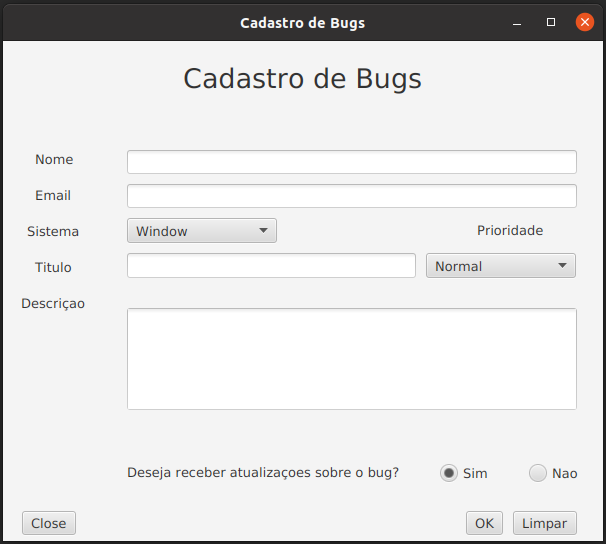 Cadastro de Bugs
Cadastro de Bugs
Nome
Email
Sistema Window Prioridade
Titulo Normal
Descriçao
Deseja receber atualizaçoes sobre o bug? Sim Nao
Close OK Limpar